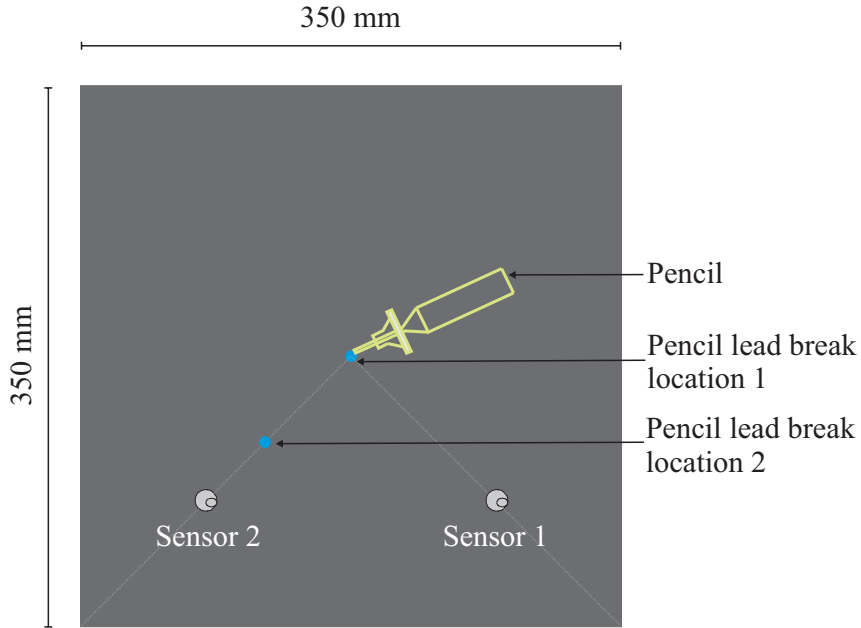 350 mm
350 mm
Pencil
Pencil lead break
location 1
Pencil lead break
location 2
Sensor 2
Sensor 1